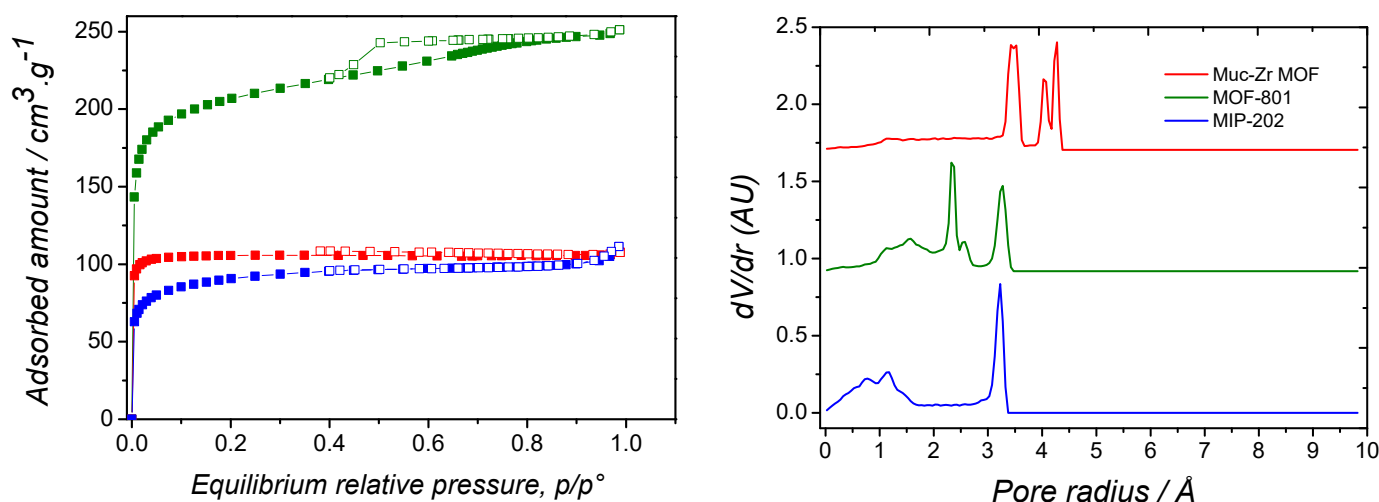 Adsorbed amount / cm³.g⁻¹
250
200
150
100
75
50
25
0
0.0 0.2 0.4 0.6 0.8 1.0
Equilibrium relative pressure, p/p°
dV/dr (AU)
2.5
2.0
1.5
1.0
0.5
0.0
0 1 2 3 4 5 6 7 8 9 10
Pore radius / Å
Muc-Zr MOF
MOF-801
MIP-202